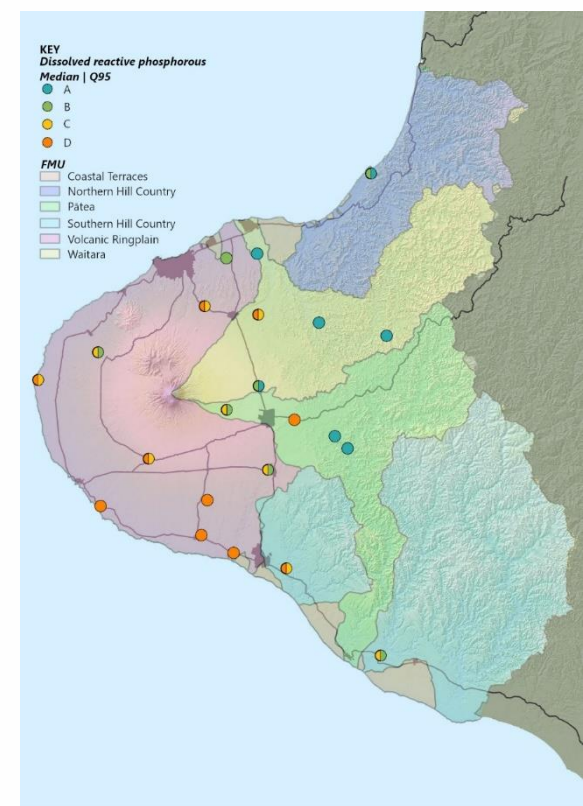 KEY
Dissolved reactive phosphorous
Median | Q95
A
B
C
D
FMU
Coastal Terraces
Northern Hill Country
Pātea
Southern Hill Country
Volcanic Ringplain
Waitara